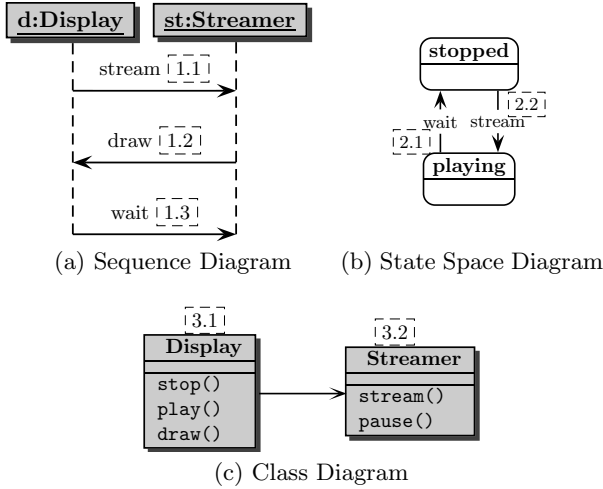 d:Display st:Streamer
stream 1.1
draw 1.2
wait 1.3
(a) Sequence Diagram
stopped
2.2
wait stream
2.1
playing
(b) State Space Diagram
3.1
Display
stop()
play()
draw()
3.2
Streamer
stream()
pause()
(c) Class Diagram